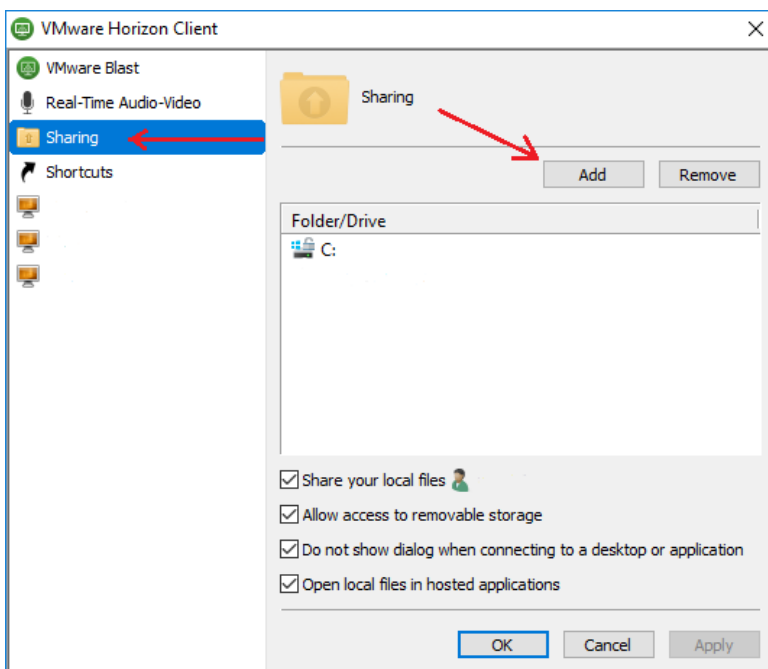 VMware Horizon Client
VMware Blast
Real-Time Audio-Video
Sharing
Shortcuts
Sharing
Add
Remove
Folder/Drive
C:
Share your local files
Allow access to removable storage
Do not show dialog when connecting to a desktop or application
Open local files in hosted applications
OK
Cancel
Apply